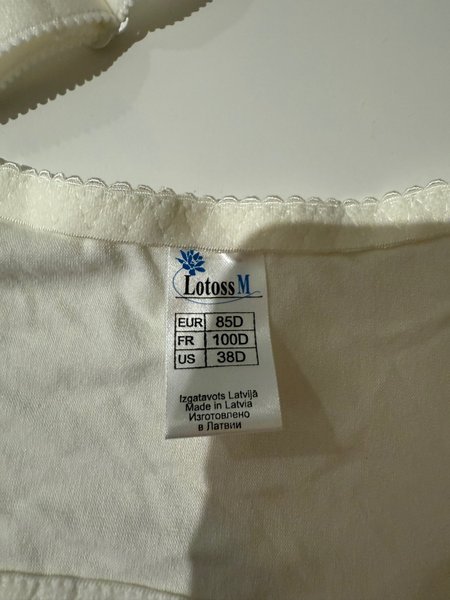 Lotoss M
EUR 85D
FR 100D
US 38D
Izgatavots Latvijā
Made in Latvia
Изготовлено
в Латвии